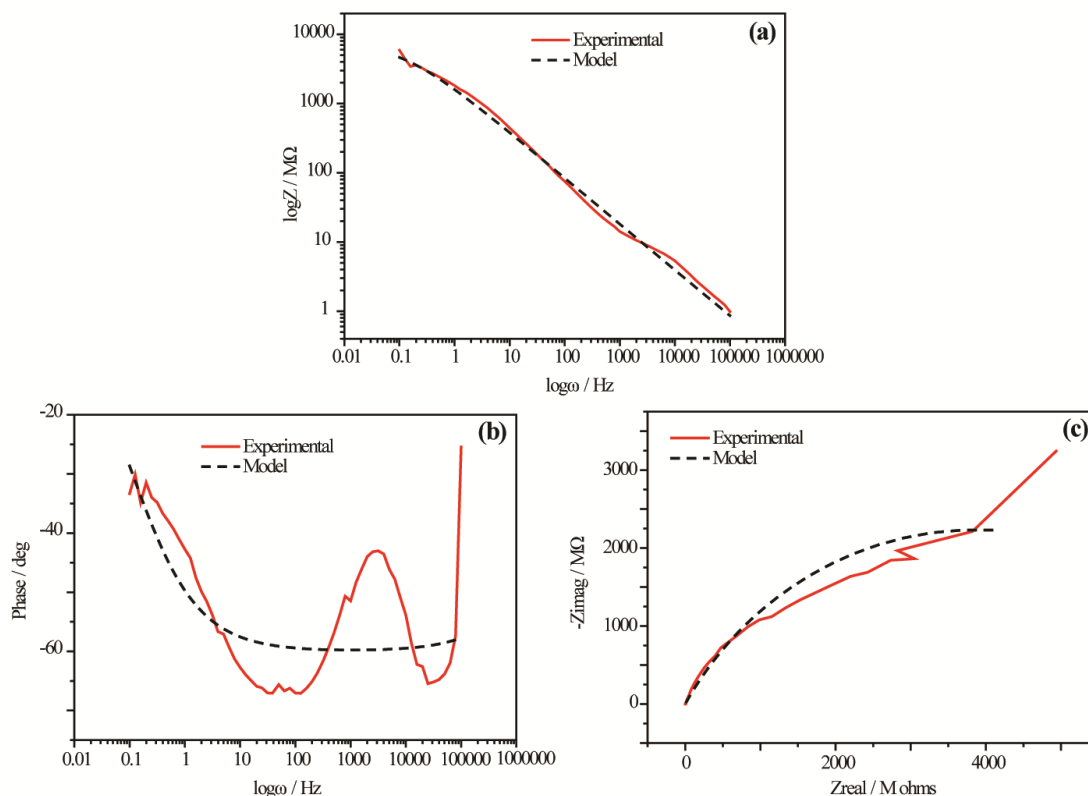 (a)
Experimental
Model
10000
1000
100
10
1
logZ / MΩ
0.01 0.1 1 10 100 1000 10000 100000 1000000
logω / Hz
(b)
Experimental
Model
-20
-40
-60
Phase / deg
0.01 0.1 1 10 100 1000 10000 100000 1000000
logω / Hz
(c)
Experimental
Model
3000
2000
1000
0
-Zimag / MΩ
0 2000 4000
Zreal / M ohms